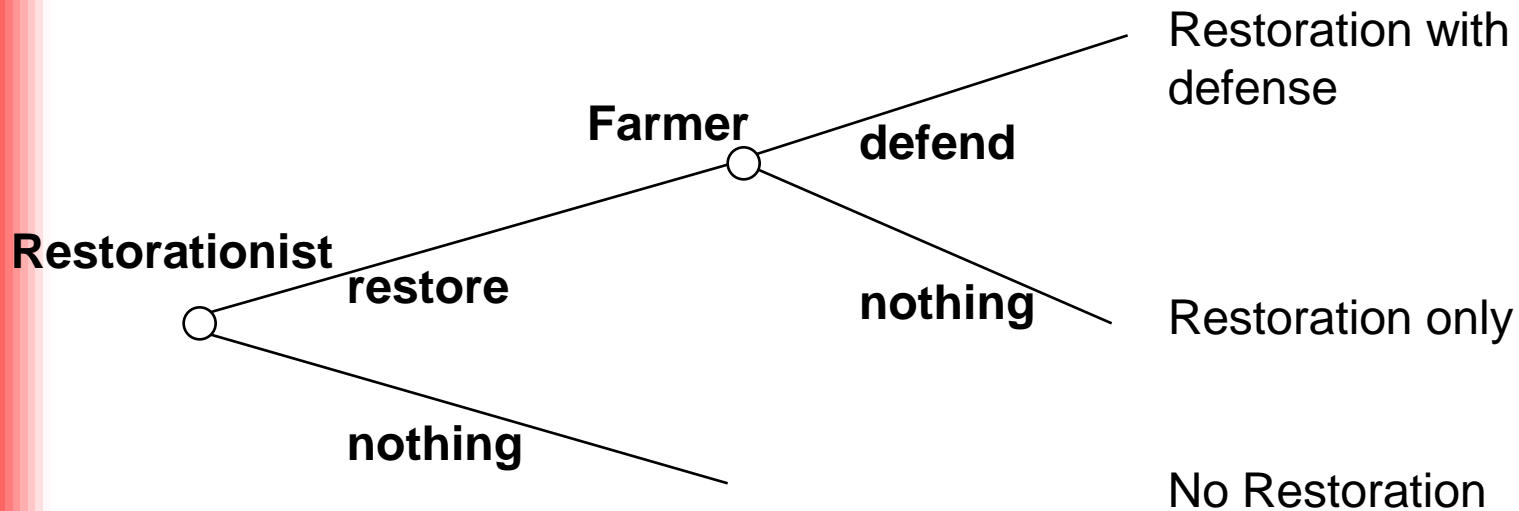 Restoration with
defense
Farmer
defend
Restorationist
restore
nothing
Restoration only
nothing
No Restoration